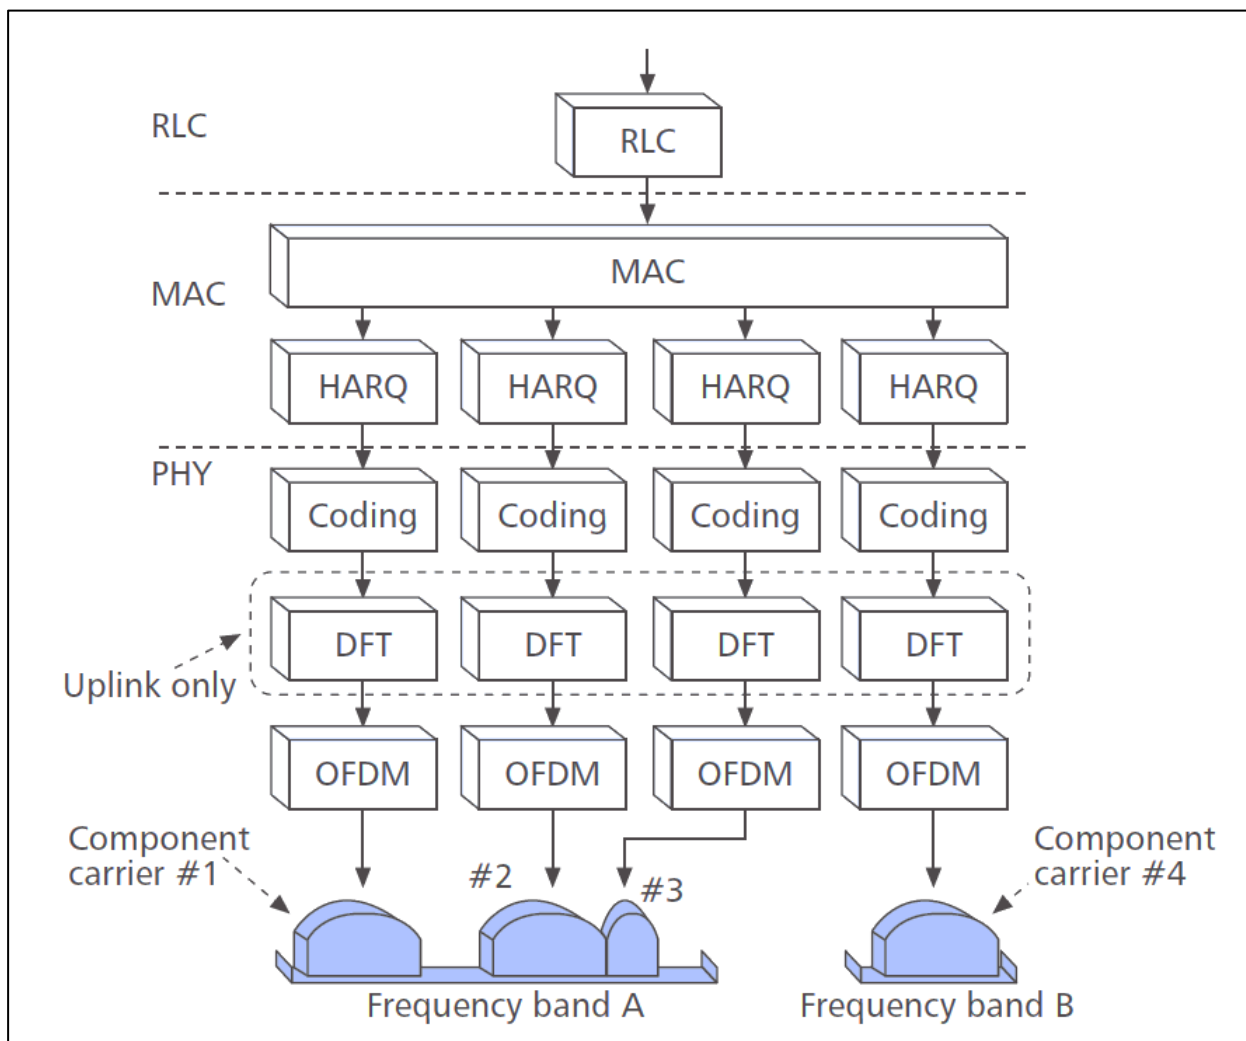 RLC
RLC
MAC
MAC
HARQ HARQ HARQ HARQ
PHY
Coding Coding Coding Coding
DFT DFT DFT DFT
Uplink only
OFDM OFDM OFDM OFDM
Component
carrier #1
#2
#3
Component
carrier #4
Frequency band A
Frequency band B